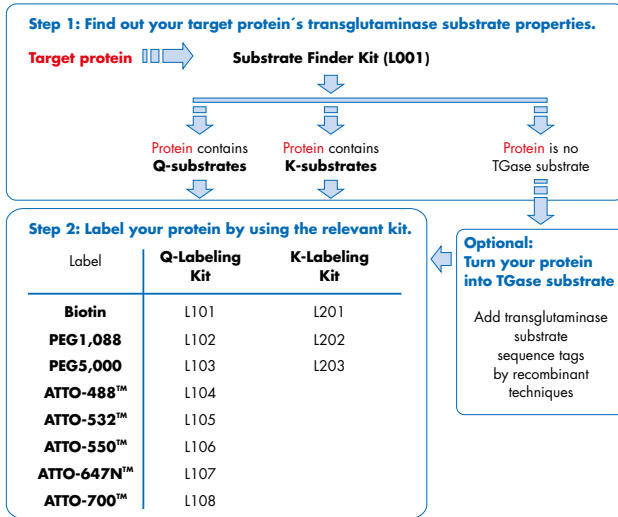 Step 1: Find out your target protein´s transglutaminase substrate properties.
Target protein Substrate Finder Kit (L001)
Protein contains
Q-substrates
Protein contains
K-substrates
Protein is no
TGase substrate
Step 2: Label your protein by using the relevant kit.
Label Q-Labeling Kit K-Labeling Kit
Biotin L101 L201
PEG1,088 L102 L202
PEG5,000 L103 L203
ATTO-488™ L104
ATTO-532™ L105
ATTO-550™ L106
ATTO-647N™ L107
ATTO-700™ L108
Optional:
Turn your protein
into TGase substrate
Add transglutaminase
substrate
sequence tags
by recombinant
techniques